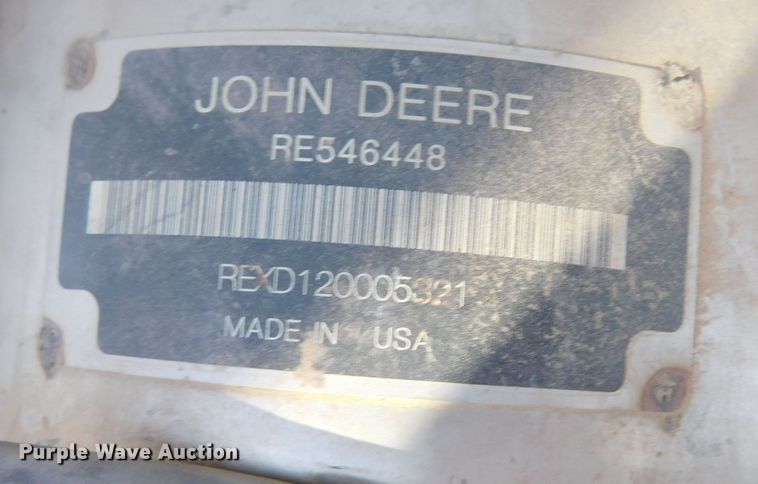 JOHN DEERE
RE546448
REXD120005321
MADE IN USA
Purple Wave Auction